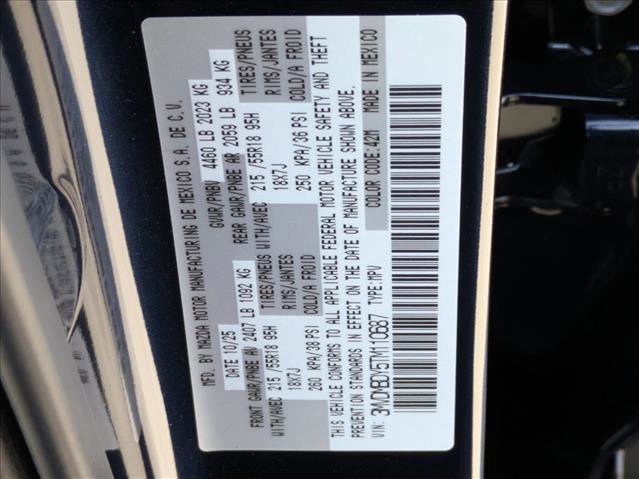 MFD. BY MAZDA MOTOR MANUFACTURING DE MEXICO S.A. DE C.V.
DATE 10/25 GVWR/PNBV 4460 LB 2023 KG
FRONT GAWR/PNBE AV 2407 LB 1092 KG REAR GAWR/PNBE AR 2059 LB 934 KG
WITH/AVEC 215 /55R18 95H TIRES/PNEUS WITH/AVEC 215 /55R18 95H TIRES/PNEUS
18X7J RIMS/JANTES 18X7J RIMS/JANTES
260 KPA/38 PSI COLD/A FROID 250 KPA/36 PSI COLD/A FROID
THIS VEHICLE CONFORMS TO ALL APPLICABLE FEDERAL MOTOR VEHICLE SAFETY AND THEFT
PREVENTION STANDARDS IN EFFECT ON THE DATE OF MANUFACTURE SHOWN ABOVE.
VIN: 3MVDMBDY5TM110687 TYPE:MPV COLOR CODE: 42M MADE IN MEXICO